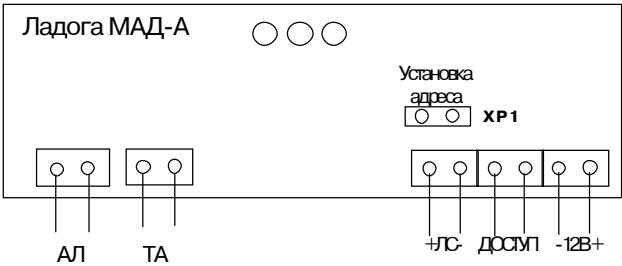 Ладога МАД-А
Установка
адреса
XP1
АЛ
ТА
+ЛС-
ДОСТУП
-12В+